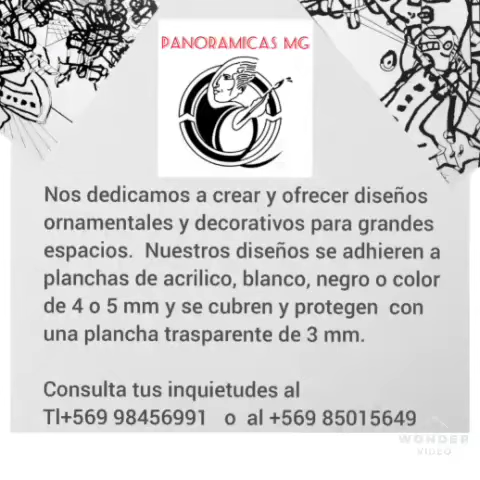 PANORAMICAS MG
Nos dedicamos a crear y ofrecer diseños
ornamentales y decorativos para grandes
espacios. Nuestros diseños se adhieren a
planchas de acrilico, blanco, negro o color
de 4 o 5 mm y se cubren y protegen con
una plancha trasparente de 3 mm.
Consulta tus inquietudes al
Tl+569 98456991 o al +569 85015649
WONDER
VIDEO